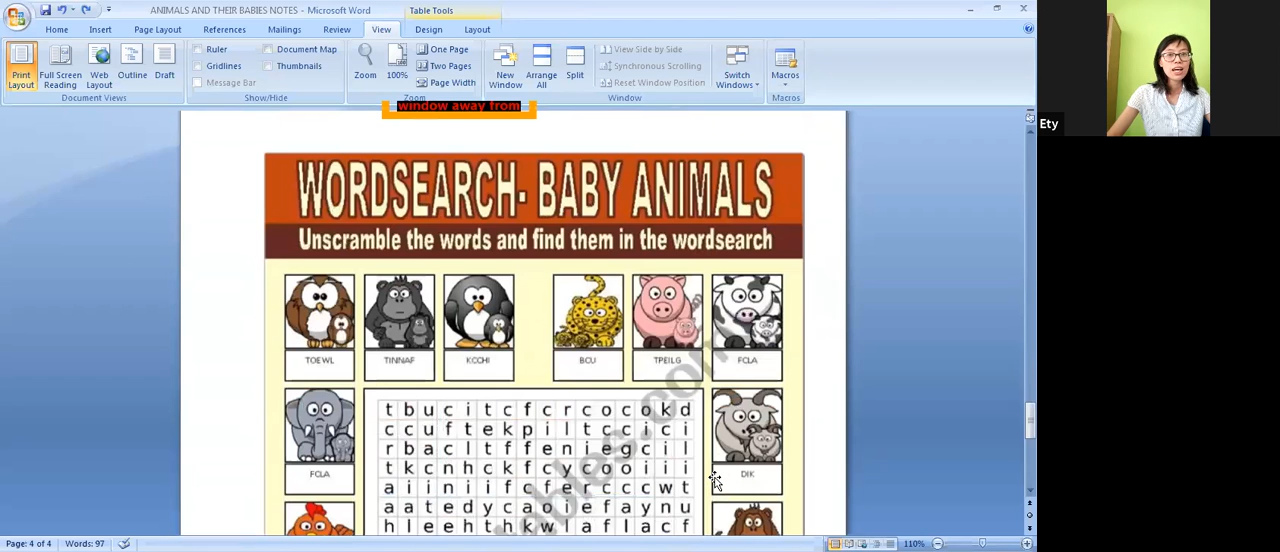 ANIMALS AND THEIR BABIES NOTES - Microsoft Word
Table Tools
Home Insert Page Layout References Mailings Review View Design Layout
Print Layout
Full Screen Reading
Web Layout
Outline
Draft
Document Views
Ruler
Gridlines
Message Bar
Document Map
Thumbnails
Show/Hide
Zoom
100%
One Page
Two Pages
Page Width
Zoom
New Window
Arrange All
Split
View Side by Side
Synchronous Scrolling
Reset Window Position
Window
Switch Windows
Macros
Macros
window away from
Ety
WORDSEARCH- BABY ANIMALS
Unscramble the words and find them in the wordsearch
TOEWL TINNAF KCCHI BCU TPEILG FCLA
t b u c i t c f c r c o c o k d
c c u f t e k p i l t c c i c i
r b a c l t f f e n i e g c i l
t k c n h c k f c y c o o i i i
FCLA
DIK
a i i n i i f c f e r c c c w t
a a t e d y c a b i e f a y n u
h l e e h t h k w l a f l a c f
tables.com
Page: 4 of 4 Words: 97 110%